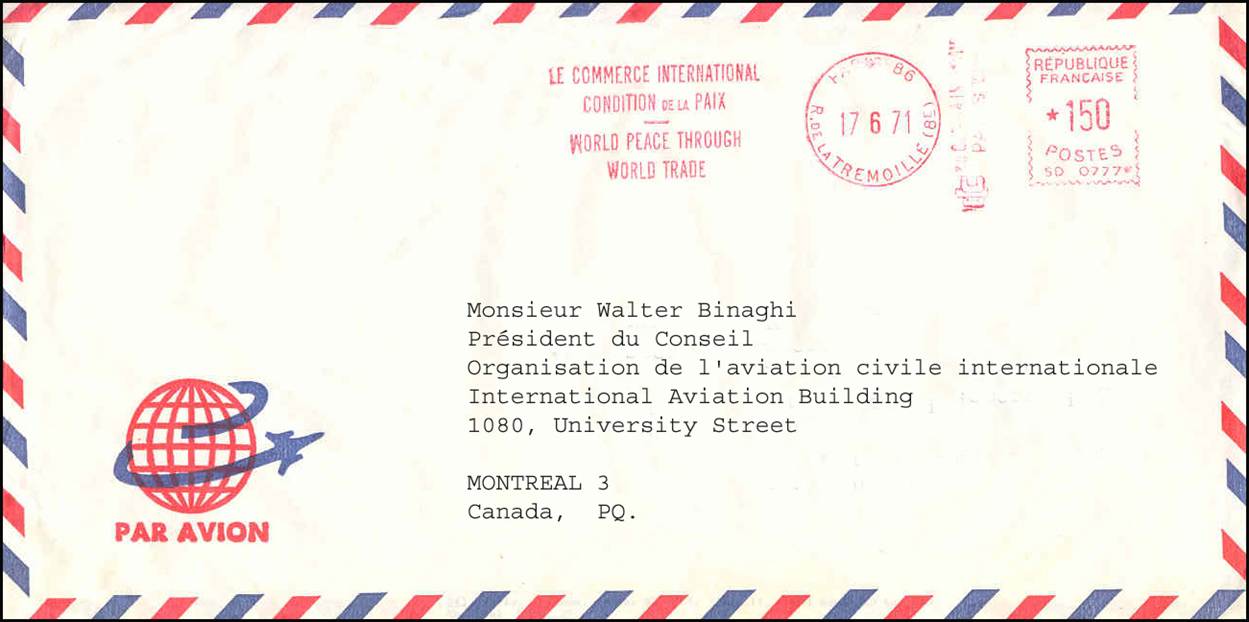 LE COMMERCE INTERNATIONAL
CONDITION DE LA PAIX
WORLD PEACE THROUGH
WORLD TRADE
86
R. DE LA TREMOILLE (8E)
17 6 71
RÉPUBLIQUE
FRANÇAISE
*150
POSTES
SD 0777
Monsieur Walter Binaghi
Président du Conseil
Organisation de l'aviation civile internationale
International Aviation Building
1080, University Street
MONTREAL 3
Canada, PQ.
PAR AVION